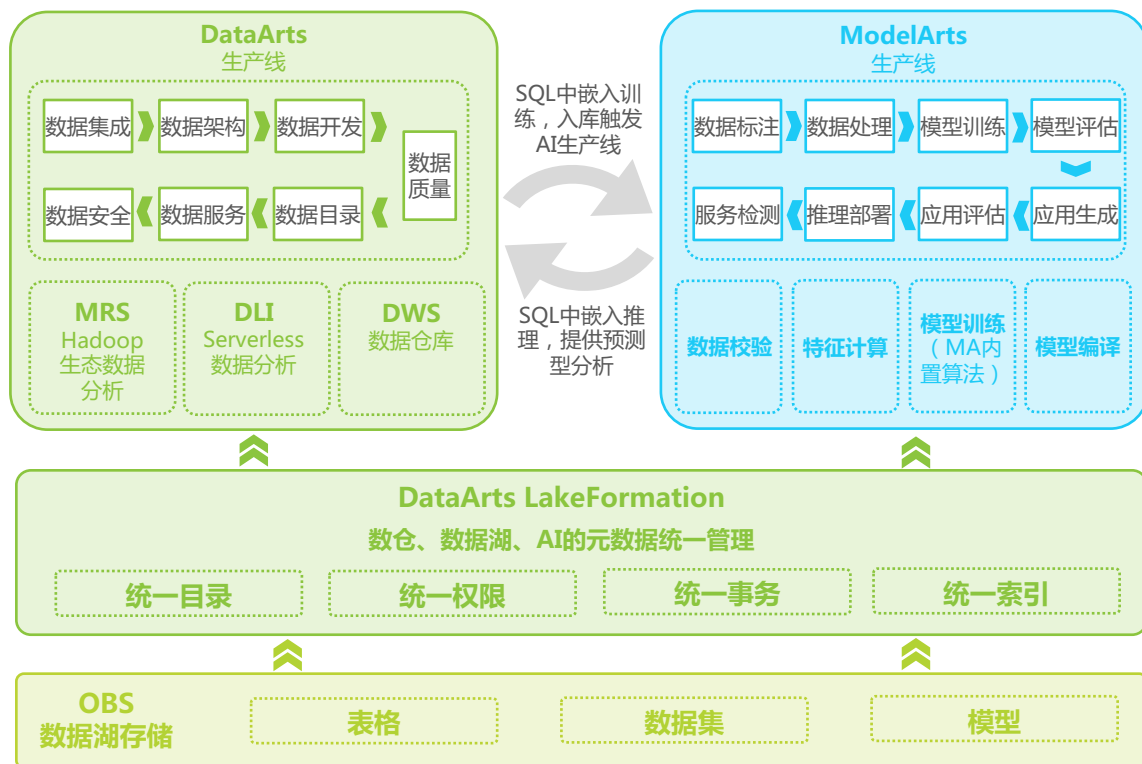 DataArts
生产线
数据集成
数据架构
数据开发
数据
质量
数据安全
数据服务
数据目录
MRS
Hadoop
生态数据
分析
DLI
Serverless
数据分析
DWS
数据仓库
SQL中嵌入训
练，入库触发
AI生产线
SQL中嵌入推
理，提供预测
型分析
ModelArts
生产线
数据标注
数据处理
模型训练
模型评估
服务检测
推理部署
应用评估
应用生成
数据校验
特征计算
模型训练
（MA内
置算法）
模型编译
DataArts LakeFormation
数仓、数据湖、AI的元数据统一管理
统一目录
统一权限
统一事务
统一索引
OBS
数据湖存储
表格
数据集
模型